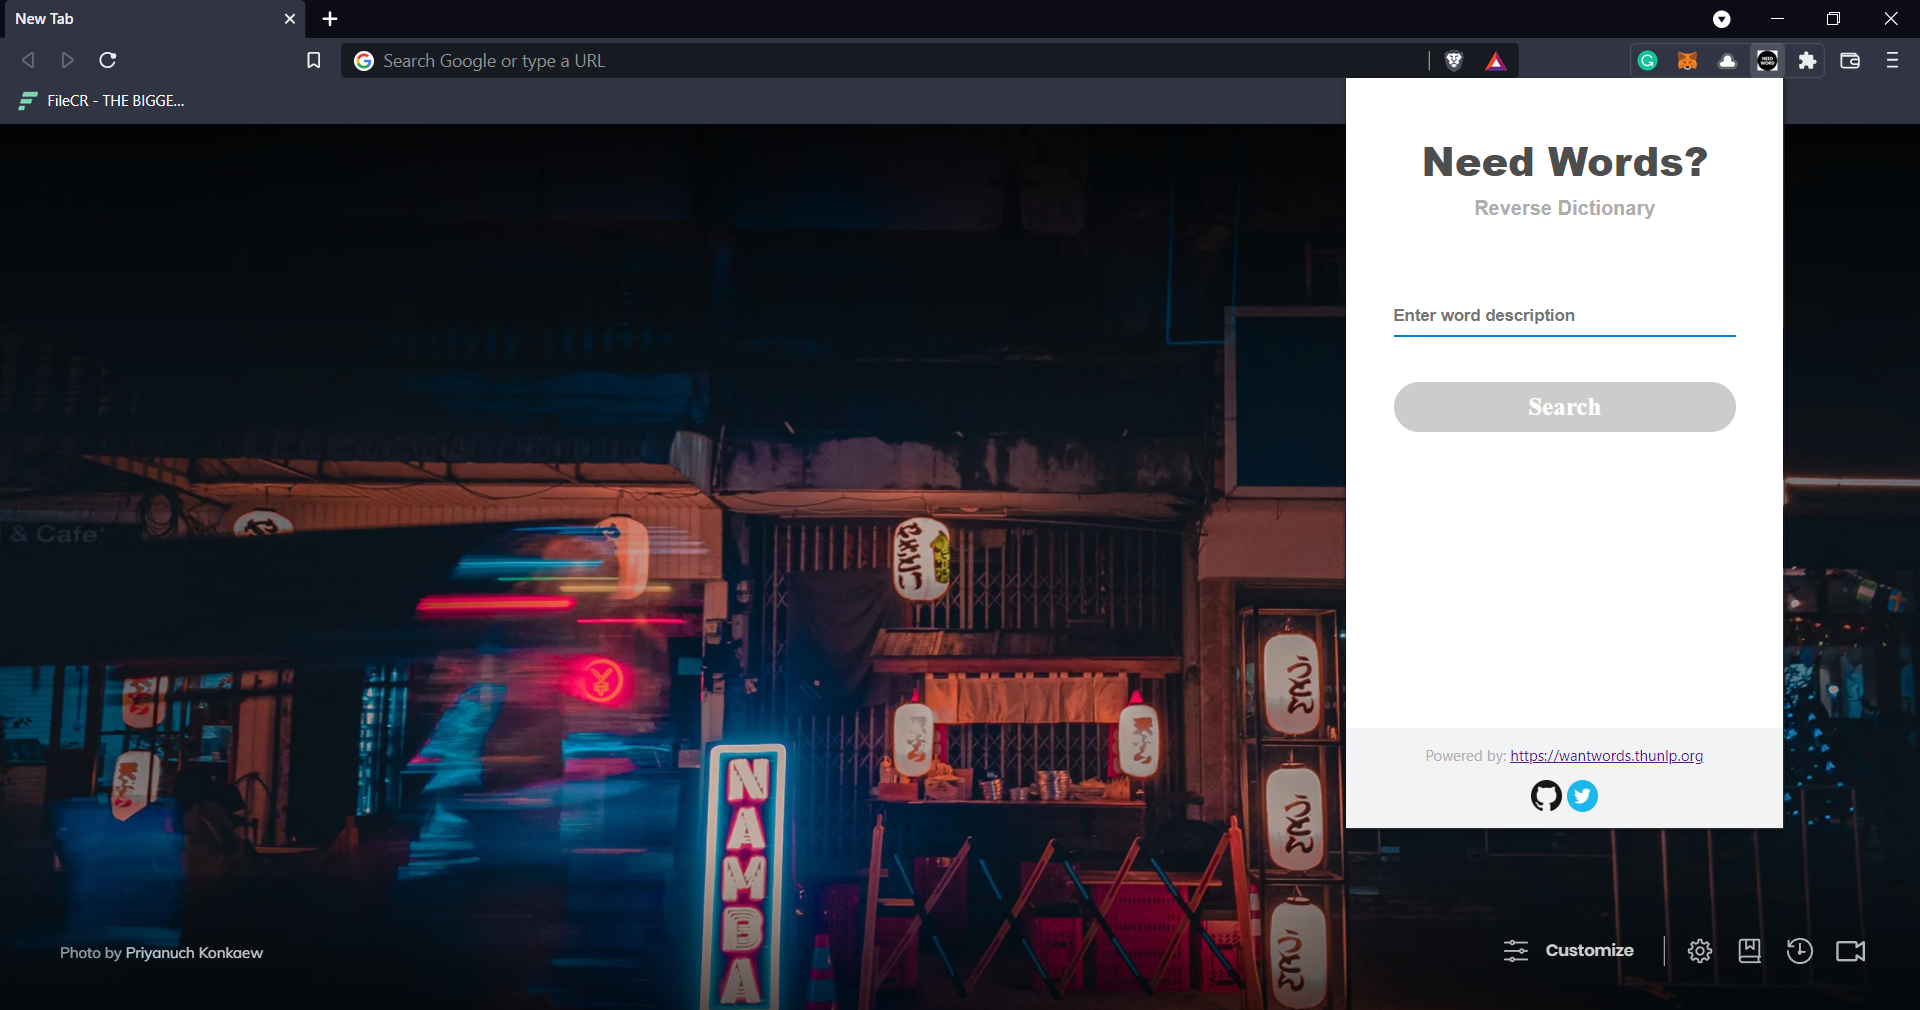 New Tab
Search Google or type a URL
FileCR - THE BIGGE...
Need Words?
Reverse Dictionary
Enter word description
Search
Powered by: https://wantwords.thunlp.org
& Cafe'
NAMBA
Photo by Priyanuch Konkaew
Customize